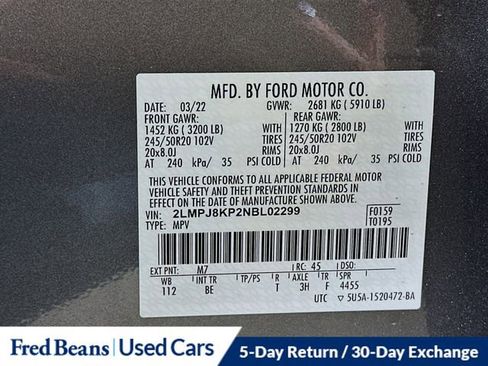 MFD. BY FORD MOTOR CO.
DATE: 03/22 GVWR: 2681 KG ( 5910 LB)
FRONT GAWR: REAR GAWR:
1452 KG ( 3200 LB) WITH 1270 KG ( 2800 LB) WITH
245/50R20 102V TIRES 245/50R20 102V TIRES
20x8.0J RIMS 20x8.0J RIMS
AT 240 kPa/ 35 PSI COLD AT 240 kPa/ 35 PSI COLD
THIS VEHICLE CONFORMS TO ALL APPLICABLE FEDERAL MOTOR
VEHICLE SAFETY AND THEFT PREVENTION STANDARDS IN EFFECT ON
THE DATE OF MANUFACTURE SHOWN ABOVE.
VIN: 2LMPJ8KP2NBL02299 F0159
TYPE: MPV T0195
EXT PNT: M7 RC: 45 DSO:
WB INT TR TP/PS R AXLE TR SPR
112 BE T 3H F 4455
UTC 5U5A-1520472-BA
Fred Beans Used Cars 5-Day Return / 30-Day Exchange